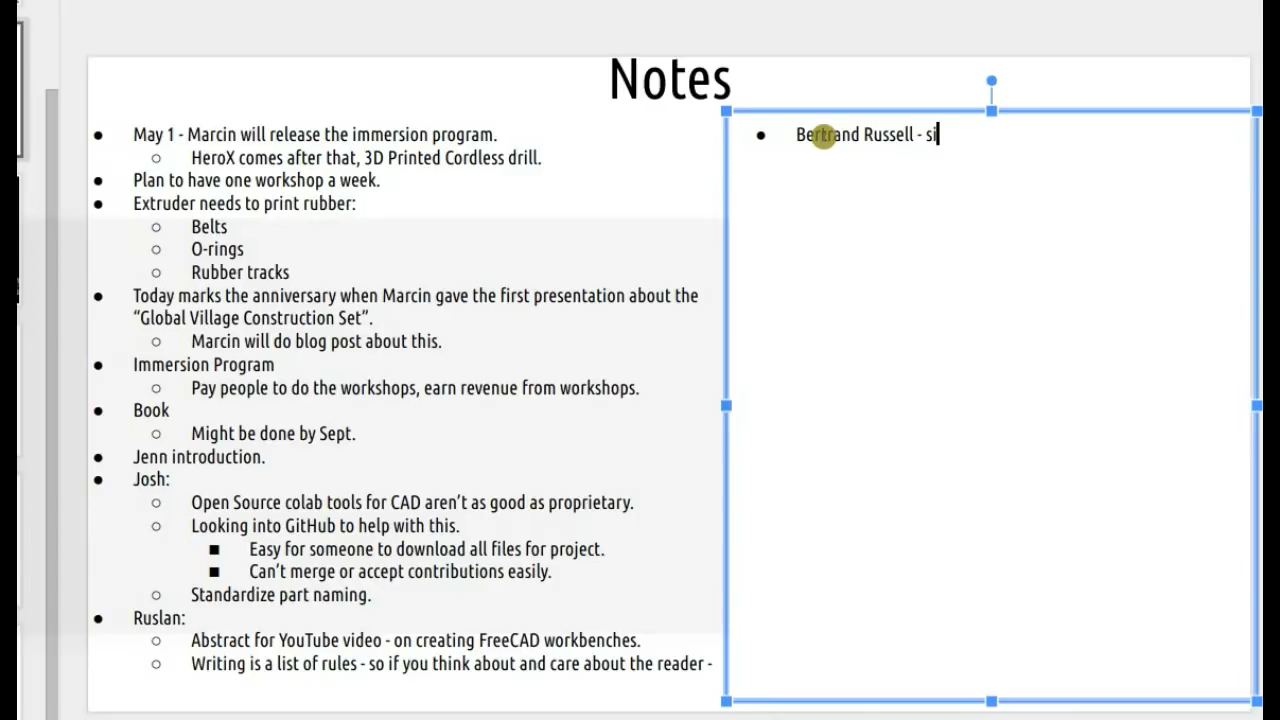 Notes
May 1 - Marcin will release the immersion program.
HeroX comes after that, 3D Printed Cordless drill.
Plan to have one workshop a week.
Extruder needs to print rubber:
Belts
O-rings
Rubber tracks
Today marks the anniversary when Marcin gave the first presentation about the
“Global Village Construction Set”.
Marcin will do blog post about this.
Immersion Program
Pay people to do the workshops, earn revenue from workshops.
Book
Might be done by Sept.
Jenn introduction.
Josh:
Open Source colab tools for CAD aren’t as good as proprietary.
Looking into GitHub to help with this.
Easy for someone to download all files for project.
Can’t merge or accept contributions easily.
Standardize part naming.
Ruslan:
Abstract for YouTube video - on creating FreeCAD workbenches.
Writing is a list of rules - so if you think about and care about the reader -
Bertrand Russell - si